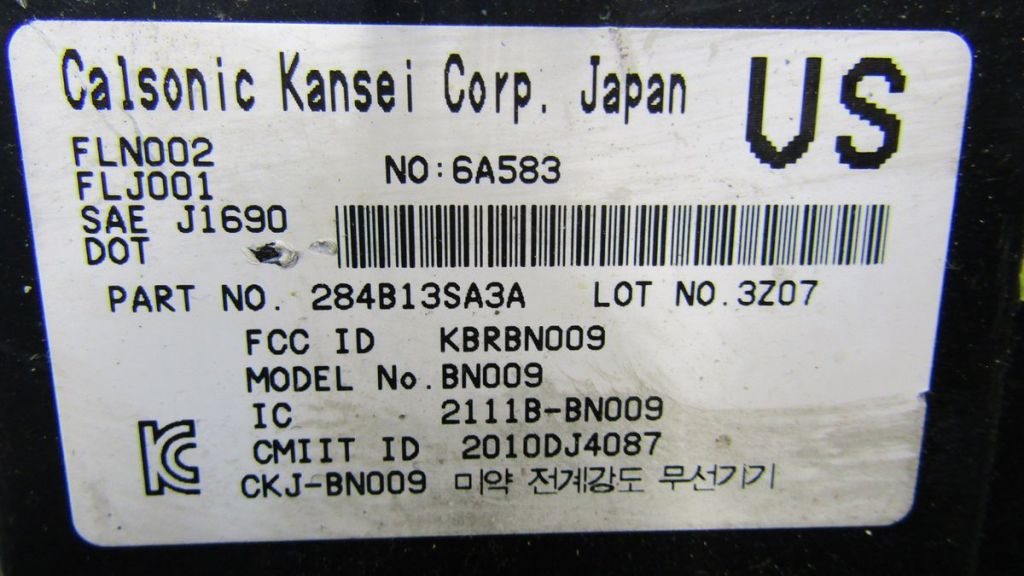 Calsonic Kansei Corp. Japan
US
FLN002
FLJ001
NO:6A583
SAE J1690
DOT
PART NO. 284B13SA3A LOT NO.3Z07
FCC ID KBRBN009
MODEL No.BN009
IC 2111B-BN009
CMIIT ID 2010DJ4087
CKJ-BN009 미약 전계강도 무선기기